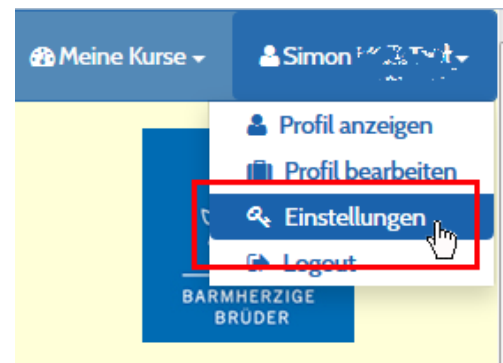 Meine Kurse
Simon
Profil anzeigen
Profil bearbeiten
Einstellungen
Logout
BARMHERZIGE
BRÜDER